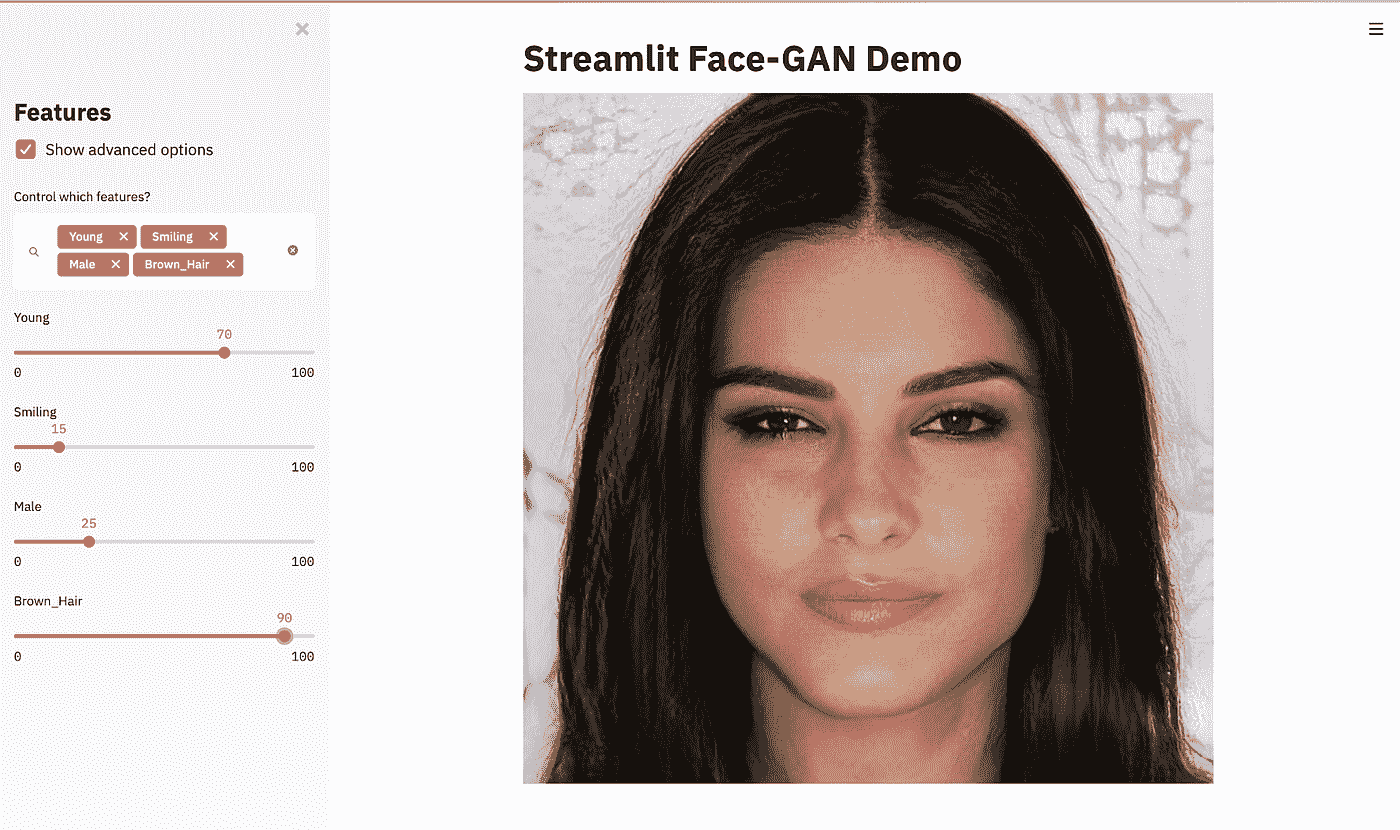 Streamlit Face-GAN Demo
Features
Show advanced options
Control which features?
Young Smiling
Male Brown_Hair
Young
70
0 100
Smiling
15
0 100
Male
25
0 100
Brown_Hair
90
0 100